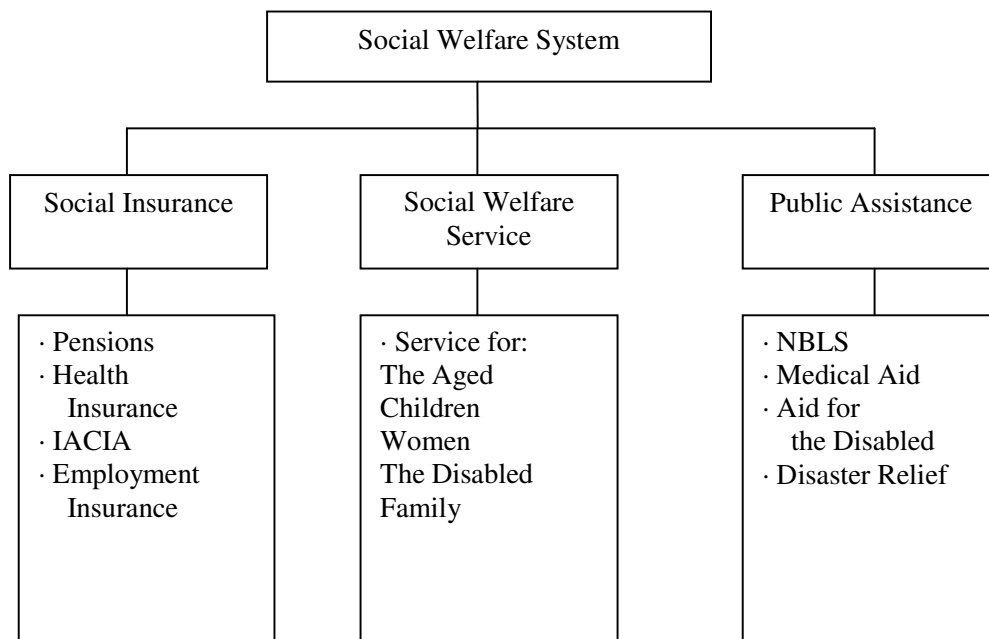 Social Welfare System
Social Insurance
Social Welfare
Service
Public Assistance
· Pensions
· Health
Insurance
· IACIA
· Employment
Insurance
· Service for:
The Aged
Children
Women
The Disabled
Family
· NBLS
· Medical Aid
· Aid for
the Disabled
· Disaster Relief